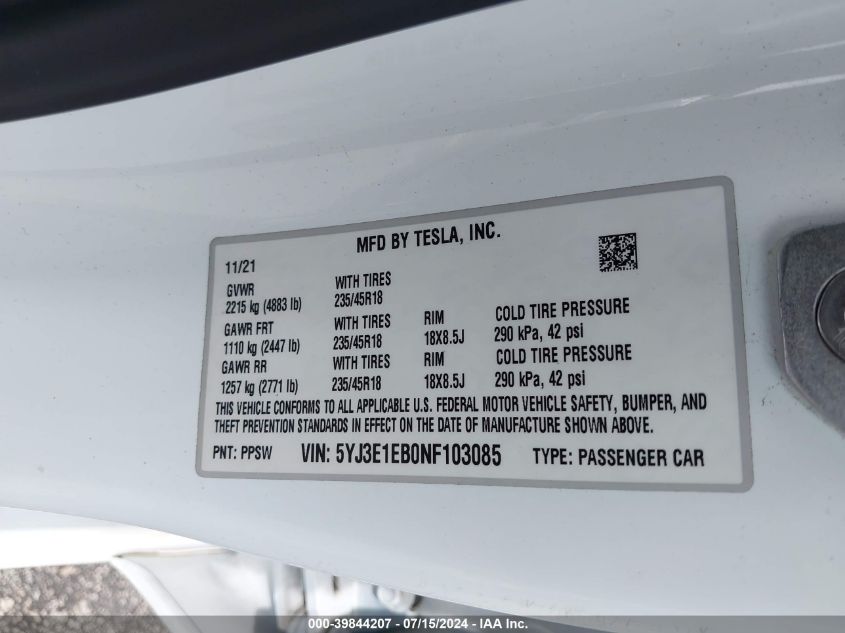 MFD BY TESLA, INC.
11/21
GVWR
2215 kg (4883 lb)
WITH TIRES
235/45R18
GAWR FRT
1110 kg (2447 lb)
WITH TIRES
235/45R18
RIM
18X8.5J
COLD TIRE PRESSURE
290 kPa, 42 psi
GAWR RR
1257 kg (2771 lb)
WITH TIRES
235/45R18
RIM
18X8.5J
COLD TIRE PRESSURE
290 kPa, 42 psi
THIS VEHICLE CONFORMS TO ALL APPLICABLE U.S. FEDERAL MOTOR VEHICLE SAFETY, BUMPER, AND
THEFT PREVENTION STANDARDS IN EFFECT ON THE DATE OF MANUFACTURE SHOWN ABOVE.
PNT: PPSW VIN: 5YJ3E1EB0NF103085 TYPE: PASSENGER CAR
000-39844207 - 07/15/2024 - IAA Inc.